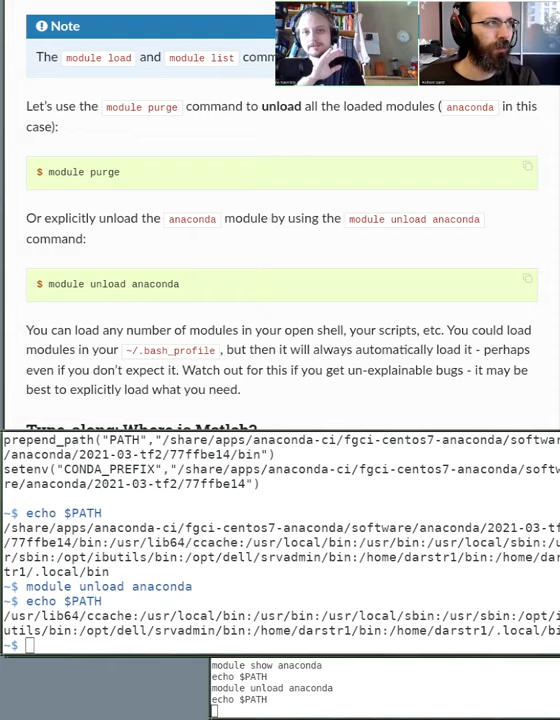 Note
The module load and module list comm
Let's use the module purge command to unload all the loaded modules ( anaconda in this
case):
$ module purge
Or explicitly unload the anaconda module by using the module unload anaconda
command:
$ module unload anaconda
You can load any number of modules in your open shell, your scripts, etc. You could load
modules in your ~/.bash_profile , but then it will always automatically load it - perhaps
even if you don't expect it. Watch out for this if you get un-explainable bugs - it may be
best to explicitly load what you need.
Type-along: Where is Matlab?
prepend_path("PATH","/share/apps/anaconda-ci/fgci-centos7-anaconda/softwar
/anaconda/2021-03-tf2/77ffbe14/bin")
setenv("CONDA_PREFIX","/share/apps/anaconda-ci/fgci-centos7-anaconda/softw
re/anaconda/2021-03-tf2/77ffbe14")
~$ echo $PATH
/share/apps/anaconda-ci/fgci-centos7-anaconda/software/anaconda/2021-03-tf
/77ffbe14/bin:/usr/lib64/ccache:/usr/local/bin:/usr/bin:/usr/local/sbin:/u
r/sbin:/opt/ibutils/bin:/opt/dell/srvadmin/bin:/home/darstr1/bin:/home/da
tr1/.local/bin
~$ module unload anaconda
~$ echo $PATH
/usr/lib64/ccache:/usr/local/bin:/usr/bin:/usr/local/sbin:/usr/sbin:/opt/i
utils/bin:/opt/dell/srvadmin/bin:/home/darstr1/bin:/home/darstr1/.local/b
~$
module show anaconda
echo $PATH
module unload anaconda
echo $PATH